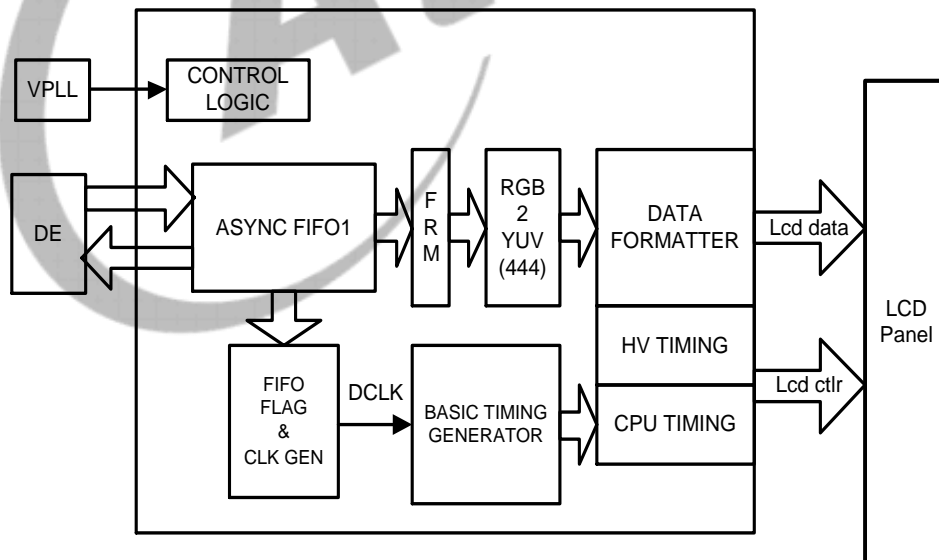 VPLL
CONTROL
LOGIC
DE
ASYNC FIFO1
F
R
M
RGB
2
YUV
(444)
DATA
FORMATTER
Lcd data
LCD
Panel
HV TIMING
Lcd ctlr
CPU TIMING
FIFO
FLAG
&
CLK GEN
DCLK
BASIC TIMING
GENERATOR